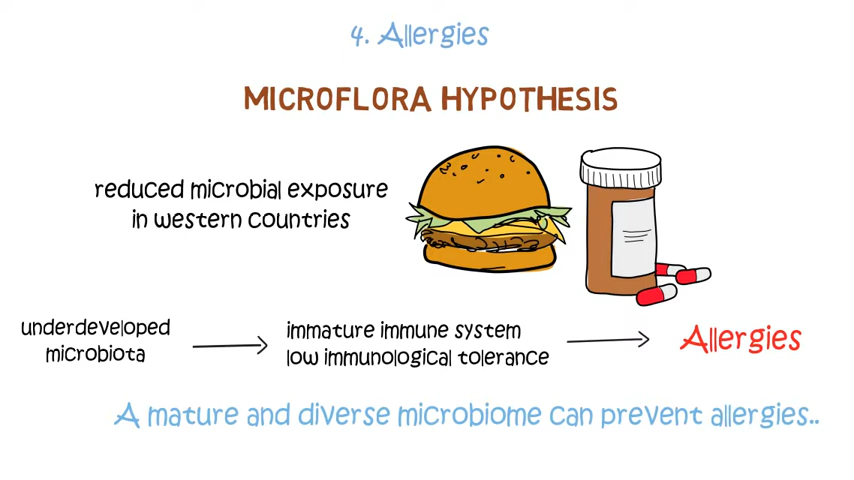 4. Allergies
MICROFLORA HYPOTHESIS
reduced microbial exposure
in western countries
underdeveloped
microbiota
immature immune system
low immunological tolerance
Allergies
A mature and diverse microbiome can prevent allergies..